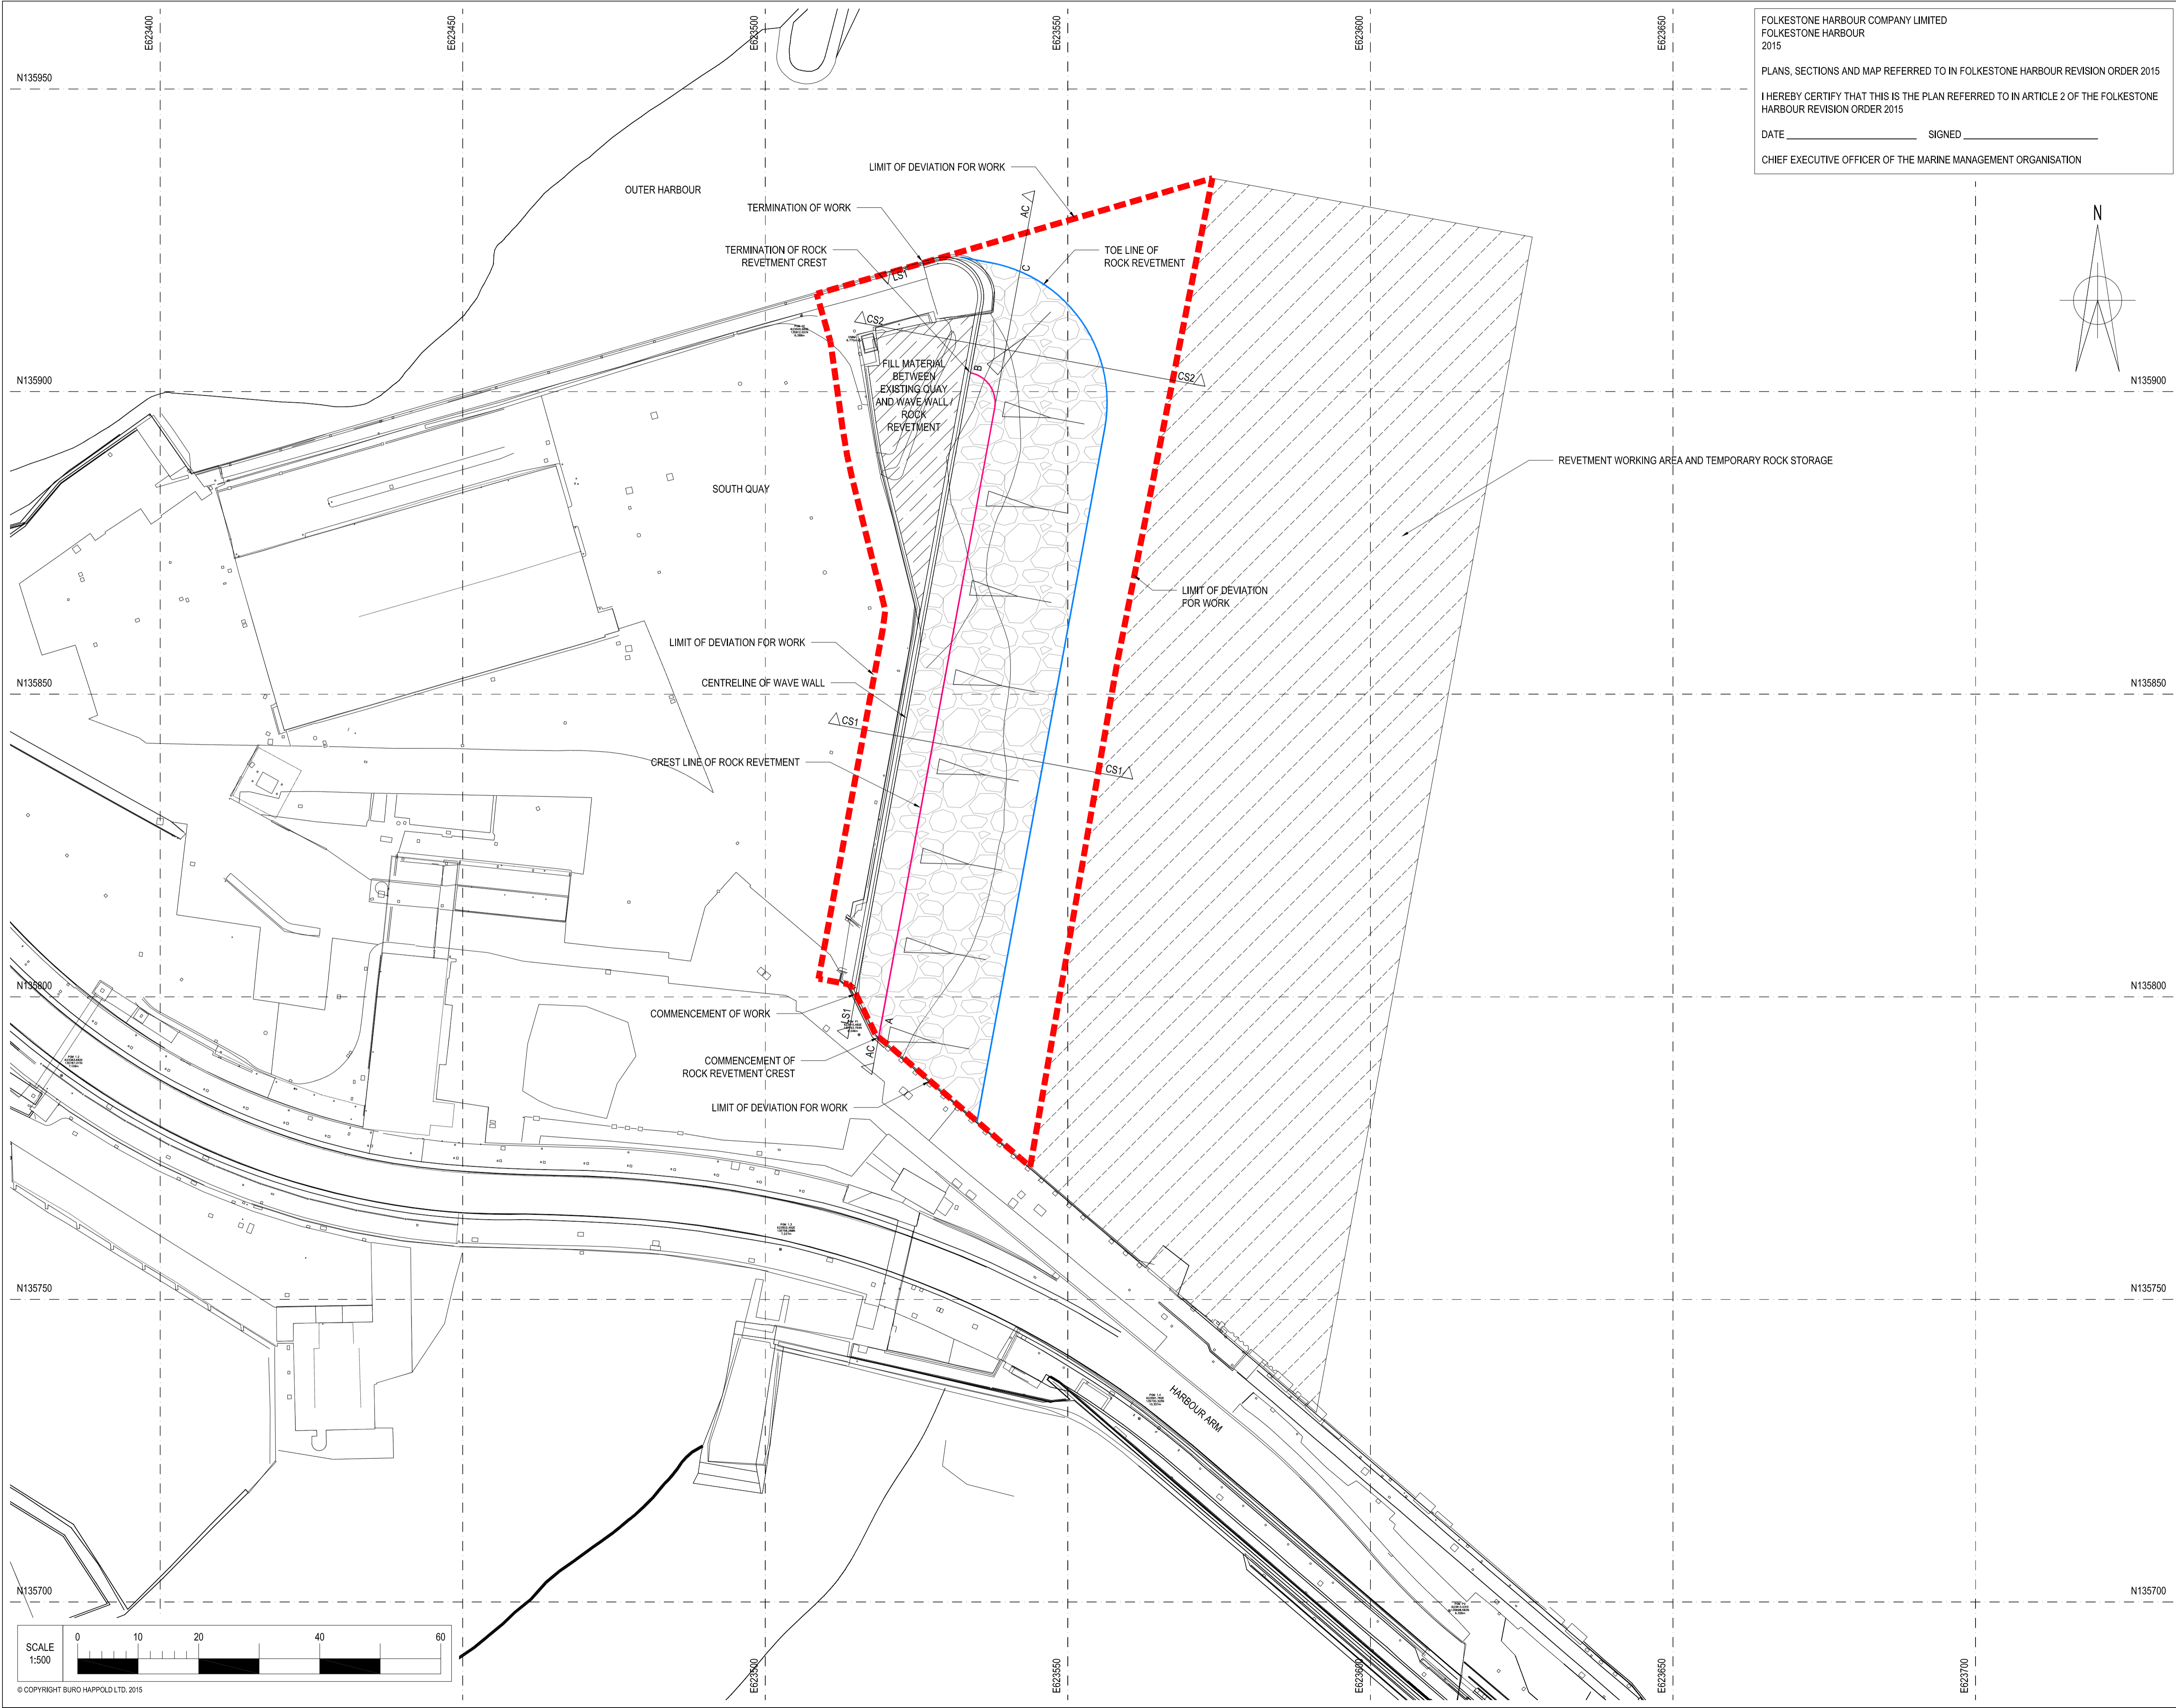 E623400
E623450
E623500
E623550
E623600
E623650
FOLKESTONE HARBOUR COMPANY LIMITED
FOLKESTONE HARBOUR
2015
PLANS, SECTIONS AND MAP REFERRED TO IN FOLKESTONE HARBOUR REVISION ORDER 2015
I HEREBY CERTIFY THAT THIS IS THE PLAN REFERRED TO IN ARTICLE 2 OF THE FOLKESTONE
HARBOUR REVISION ORDER 2015
DATE SIGNED
CHIEF EXECUTIVE OFFICER OF THE MARINE MANAGEMENT ORGANISATION
N135950
N
LIMIT OF DEVIATION FOR WORK
OUTER HARBOUR
TERMINATION OF WORK
AC
TERMINATION OF ROCK
REVETMENT CREST
TOE LINE OF
ROCK REVETMENT
C
LS1
CS2
FILL MATERIAL
BETWEEN
EXISTING QUAY
AND WAVE WALL /
ROCK
REVETMENT
B
CS2
N135900
N135900
REVETMENT WORKING AREA AND TEMPORARY ROCK STORAGE
SOUTH QUAY
LIMIT OF DEVIATION
FOR WORK
LIMIT OF DEVIATION FOR WORK
CENTRELINE OF WAVE WALL
N135850
N135850
CS1
CREST LINE OF ROCK REVETMENT
CS1
N135800
N135800
COMMENCEMENT OF WORK
LS1
A
AC
COMMENCEMENT OF
ROCK REVETMENT CREST
LIMIT OF DEVIATION FOR WORK
N135750
N135750
HARBOUR ARM
N135700
N135700
SCALE
1:500
0 10 20 40 60
E623500
E623550
E623600
E623650
E623700
© COPYRIGHT BURO HAPPOLD LTD. 2015